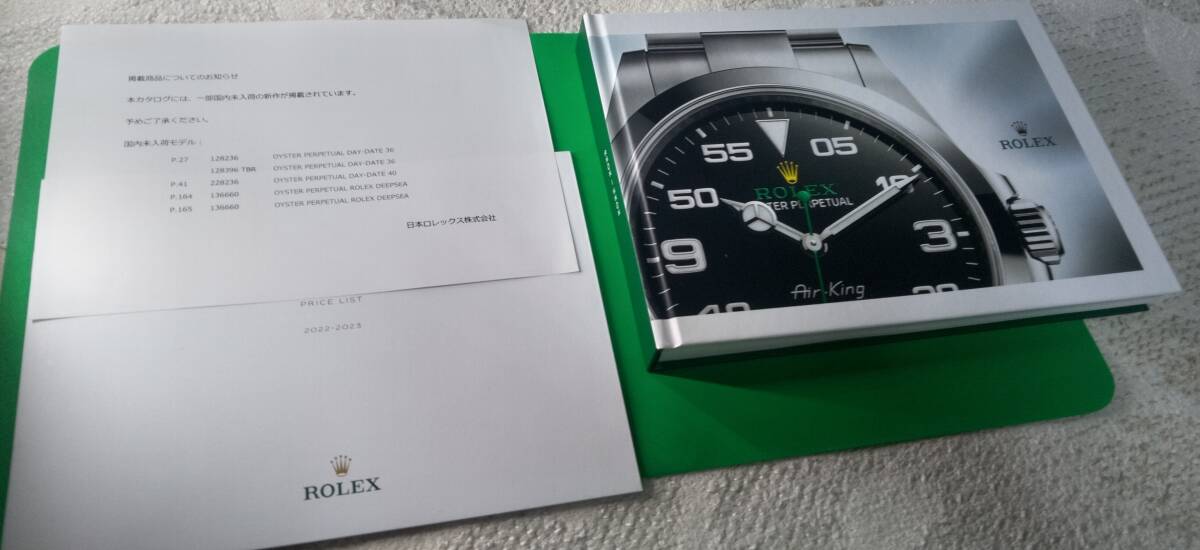 掲載商品についてのお知らせ
本カタログには、一部国内未入荷の新作が掲載されています。
予めご了承ください。
国内未入荷モデル：
P.27 128236 OYSTER PERPETUAL DAY-DATE 36
128396 TBR OYSTER PERPETUAL DAY-DATE 36
P.41 228236 OYSTER PERPETUAL DAY-DATE 40
P.164 136660 OYSTER PERPETUAL ROLEX DEEPSEA
P.165 136660 OYSTER PERPETUAL ROLEX DEEPSEA
日本ロレックス株式会社
PRICE LIST
2022-2023
ROLEX
ROLEX
55 05
50 10
ROLEX
OYSTER PERPETUAL
9 3
Air-King
40 20